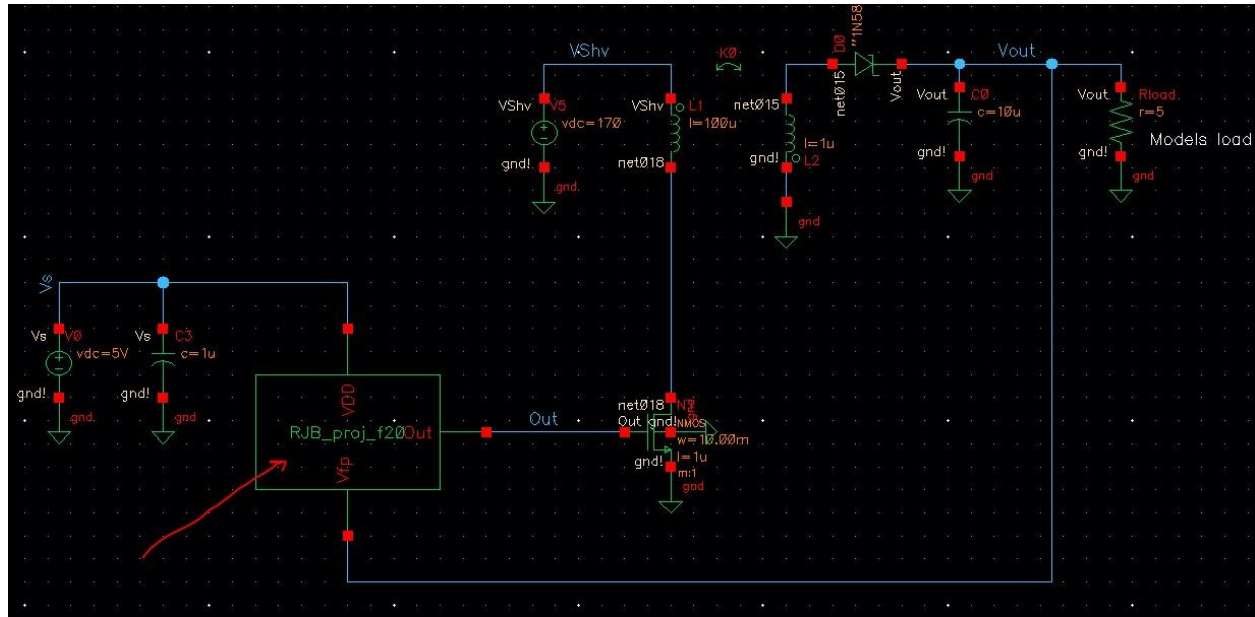 VShv
K0
D0
"1N58
Vout
net015
Vout
VShv
V5
vdc=170
gnd!
gnd
VShv
L1
l=100u
net018
net015
l=1u
gnd!
L2
gnd
Vout
C0
c=10u
gnd!
gnd
Vout
Rload
r=5
gnd!
gnd
Models load
Vs
Vs
V0
vdc=5V
gnd!
gnd
Vs
C3
c=1u
gnd!
gnd
VDD
RJB_proj_f20
Out
Vfp
Out
net018
gnd
Out
gnd!
NMOS
w=10.00m
l=1u
m:1
gnd!
gnd